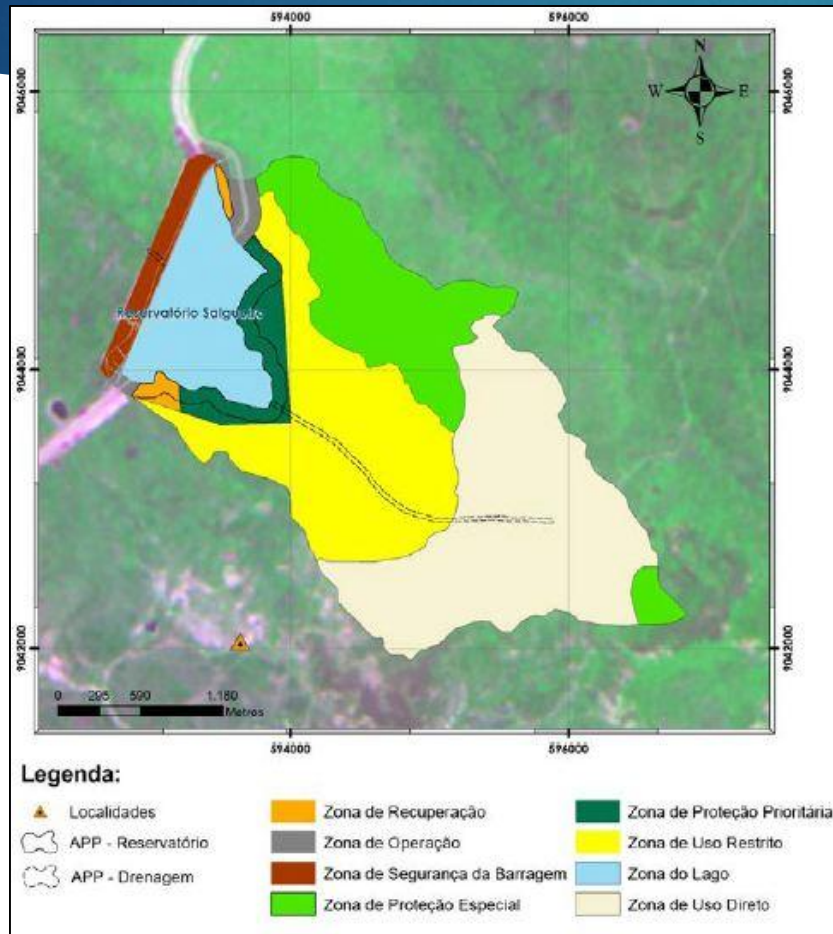 594000
596000
9046000
9046000
N
W
E
S
Reservatório Salgueiro
9044000
9044000
9042000
9042000
0 295 590 1.180
Metros
594000
596000
Legenda:
Localidades
APP - Reservatório
APP - Drenagem
Zona de Recuperação
Zona de Operação
Zona de Segurança da Barragem
Zona de Proteção Especial
Zona de Proteção Prioritária
Zona de Uso Restrito
Zona do Lago
Zona de Uso Direto